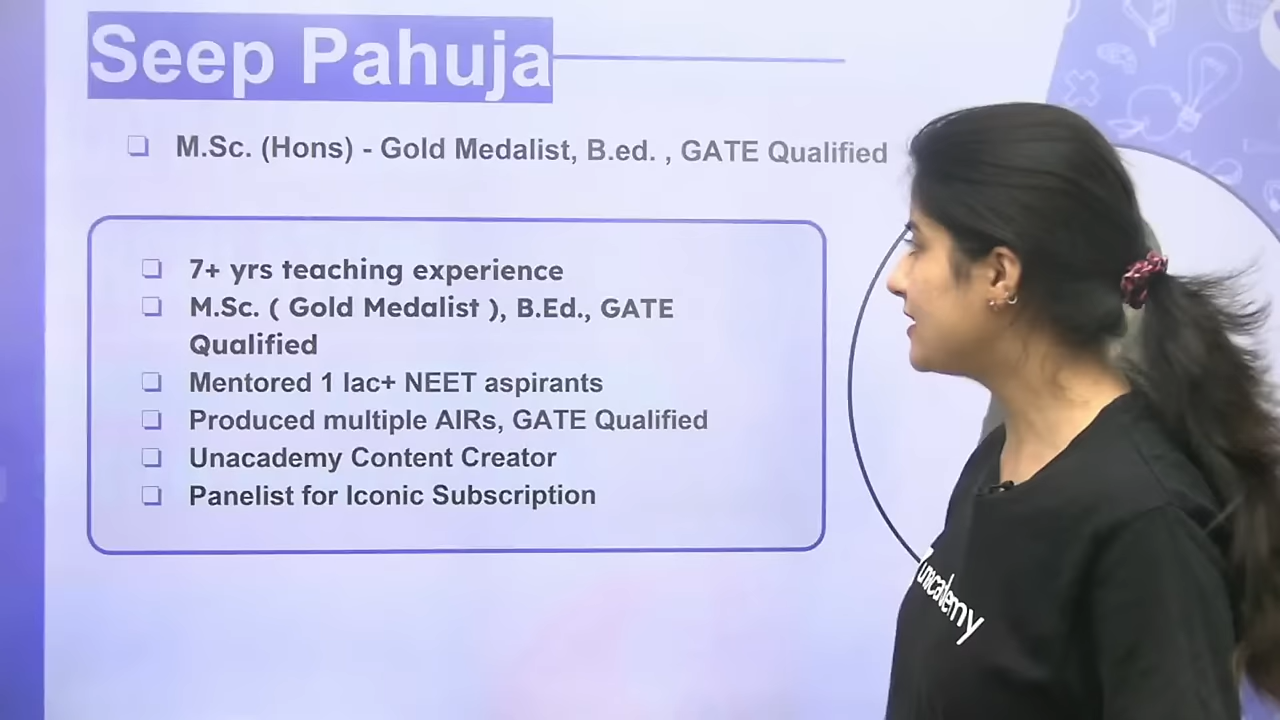 Seep Pahuja
M.Sc. (Hons) - Gold Medalist, B.ed. , GATE Qualified
7+ yrs teaching experience
M.Sc. ( Gold Medalist ), B.Ed., GATE
Qualified
Mentored 1 lac+ NEET aspirants
Produced multiple AIRs, GATE Qualified
Unacademy Content Creator
Panelist for Iconic Subscription
unacademy